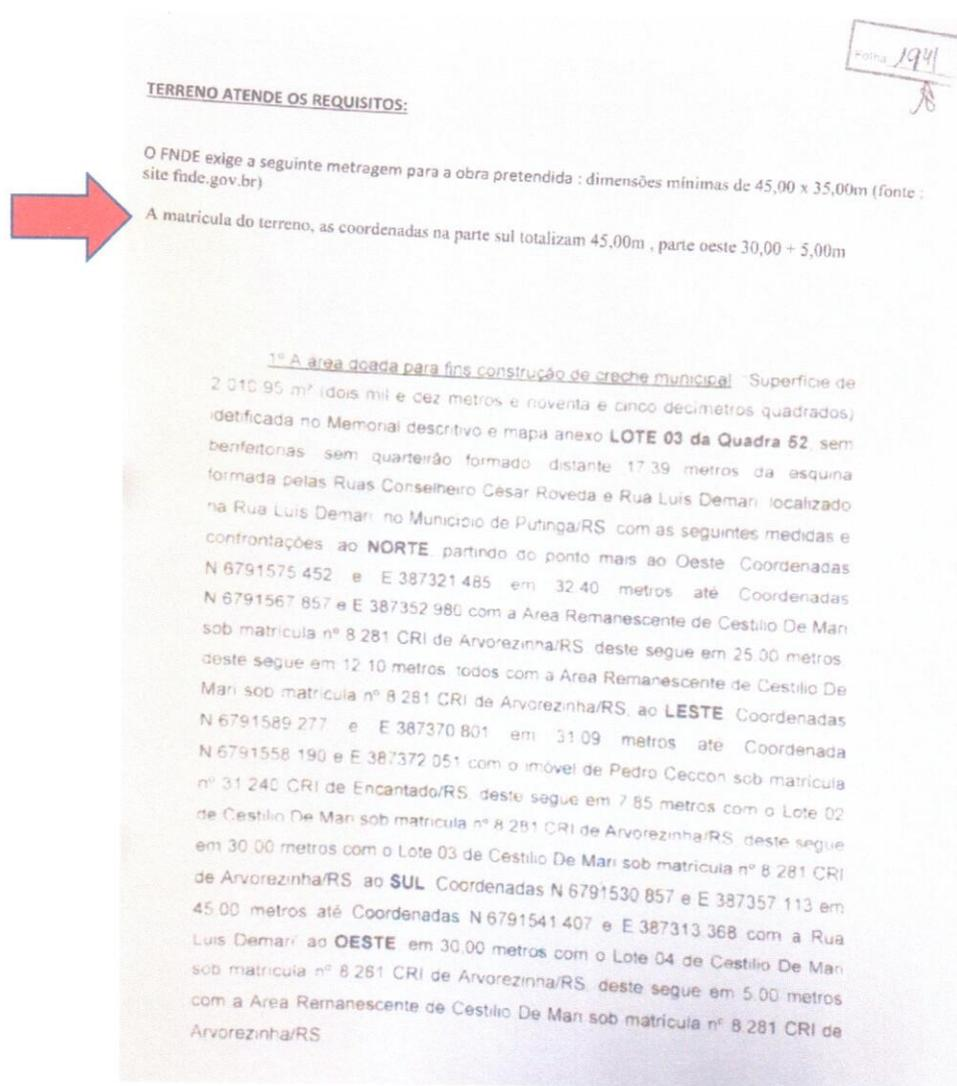 Folha 194
TERRENO ATENDE OS REQUISITOS:
O FNDE exige a seguinte metragem para a obra pretendida : dimensões mínimas de 45,00 x 35,00m (fonte :
site fnde.gov.br)
A matrícula do terreno, as coordenadas na parte sul totalizam 45,00m , parte oeste 30,00 + 5,00m
1º A área doada para fins construção de creche municipal Superfície de
2 010 95 m² (dois mil e dez metros e noventa e cinco decímetros quadrados)
idetificada no Memorial descritivo e mapa anexo LOTE 03 da Quadra 52, sem
benfeitorias sem quarteirão formado distante 17 39 metros da esquina
formada pelas Ruas Conselheiro César Roveda e Rua Luís Demari localizado
na Rua Luís Demari no Município de Putinga/RS com as seguintes medidas e
confrontações ao NORTE partindo do ponto mais ao Oeste Coordenadas
N 6791575 452 e E 387321 485 em 32.40 metros até Coordenadas
N 6791567 857 e E 387352 980 com a Área Remanescente de Cestilio De Mari
sob matrícula nº 8 281 CRI de Arvorezinha/RS, deste segue em 25.00 metros
deste segue em 12.10 metros todos com a Área Remanescente de Cestilio De
Mari sob matrícula nº 8 281 CRI de Arvorezinha/RS, ao LESTE Coordenadas
N 6791589 277 e E 387370 801 em 31 09 metros até Coordenada
N 6791558 190 e E 387372 051 com o imóvel de Pedro Ceccon sob matrícula
nº 31 240 CRI de Encantado/RS, deste segue em 7 85 metros com o Lote 02
de Cestilio De Mari sob matricula nº 8 281 CRI de Arvorezinha/RS, deste segue
em 30 00 metros com o Lote 03 de Cestilio De Mari sob matrícula nº 8 281 CRI
de Arvorezinha/RS ao SUL Coordenadas N 6791530 857 e E 387357 113 em
45 00 metros até Coordenadas N 6791541 407 e E 387313 368 com a Rua
Luis Demari ao OESTE em 30,00 metros com o Lote 04 de Cestilio De Mari
sob matrícula nº 8 281 CRI de Arvorezinha/RS, deste segue em 5.00 metros
com a Area Remanescente de Cestilio De Mari sob matrícula nº 8.281 CRI de
Arvorezinha/RS